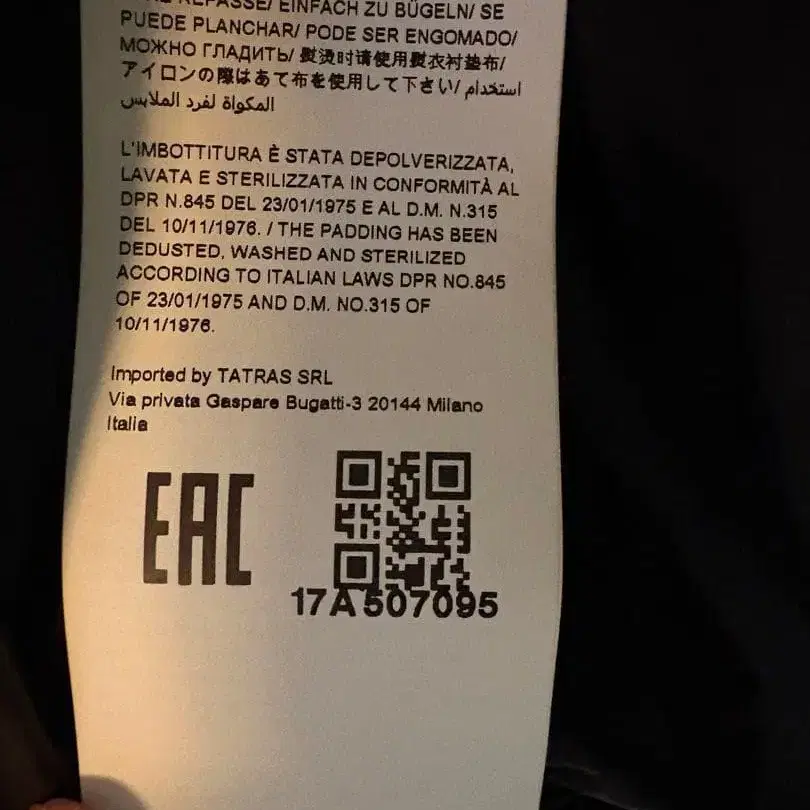 REPASSE/ EINFACH ZU BÜGELN/ SE
PUEDE PLANCHAR/ PODE SER ENGOMADO/
МОЖНО ГЛАДИТЬ/ 熨烫时请使用熨衣衬垫布/
アイロンの際はあて布を使用して下さい/ استخدام
المكواة لفرد الملابس
L'IMBOTTITURA È STATA DEPOLVERIZZATA,
LAVATA E STERILIZZATA IN CONFORMITÀ AL
DPR N.845 DEL 23/01/1975 E AL D.M. N.315
DEL 10/11/1976. / THE PADDING HAS BEEN
DEDUSTED, WASHED AND STERILIZED
ACCORDING TO ITALIAN LAWS DPR NO.845
OF 23/01/1975 AND D.M. NO.315 OF
10/11/1976.
Imported by TATRAS SRL
Via privata Gaspare Bugatti-3 20144 Milano
Italia
EAC
17A507095